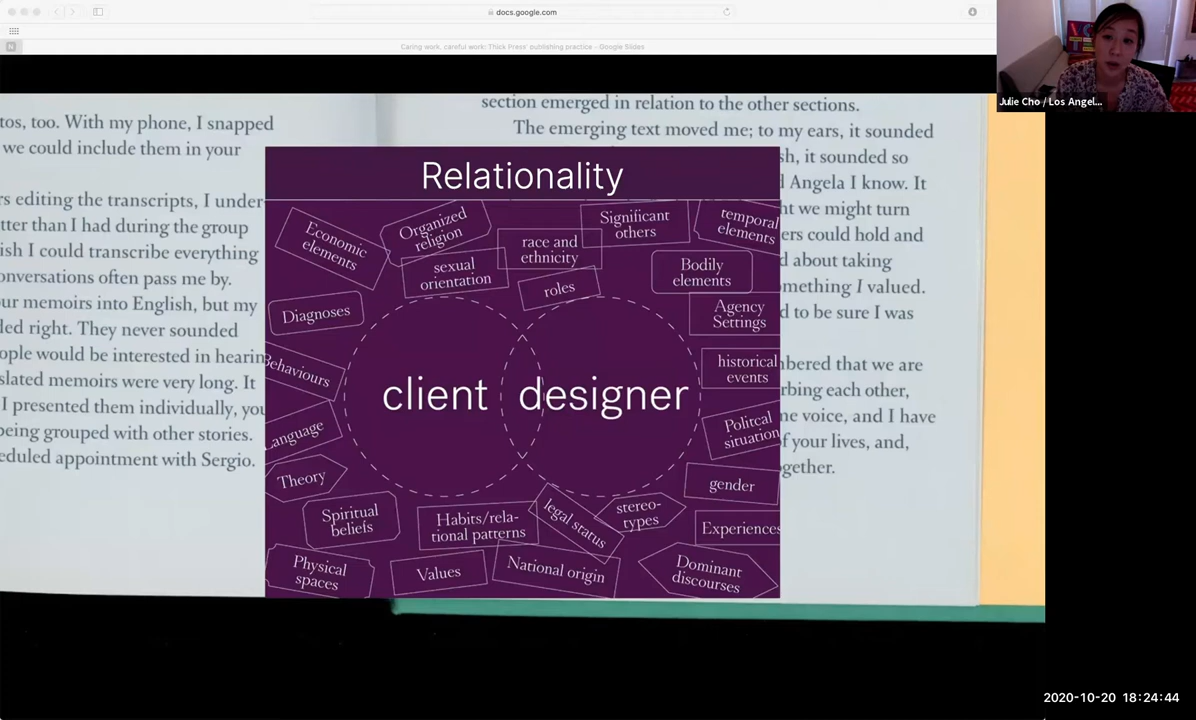 docs.google.com
Caring work, careful work: Thick Press' publishing practice - Google Slides
Julie Cho / Los Angel...
tos, too. With my phone, I snapped
we could include them in your
rs editing the transcripts, I under-
tter than I had during the group
ish I could transcribe everything
onversations often pass me by.
ur memoirs into English, but my
ded right. They never sounded
ople would be interested in hearin
slated memoirs were very long. It
I presented them individually, you
being grouped with other stories.
eduled appointment with Sergio.
section emerged in relation to the other sections.
The emerging text moved me; to my ears, it sounded
sh, it sounded so
d Angela I know. It
ht we might turn
ers could hold and
d about taking
mething I valued.
d to be sure I was
nbered that we are
rbing each other,
ne voice, and I have
of your lives, and,
gether.
Relationality
Economic
elements
Organized
religion
sexual
orientation
race and
ethnicity
roles
Significant
others
temporal
elements
Bodily
elements
Diagnoses
Agency
Settings
Behaviours
historical
events
client
designer
Language
Politcal
situation
Theory
gender
Spiritual
beliefs
Habits/rela-
tional patterns
legal status
stereo-
types
Experiences
Physical
spaces
Values
National origin
Dominant
discourses
2020-10-20 18:24:44